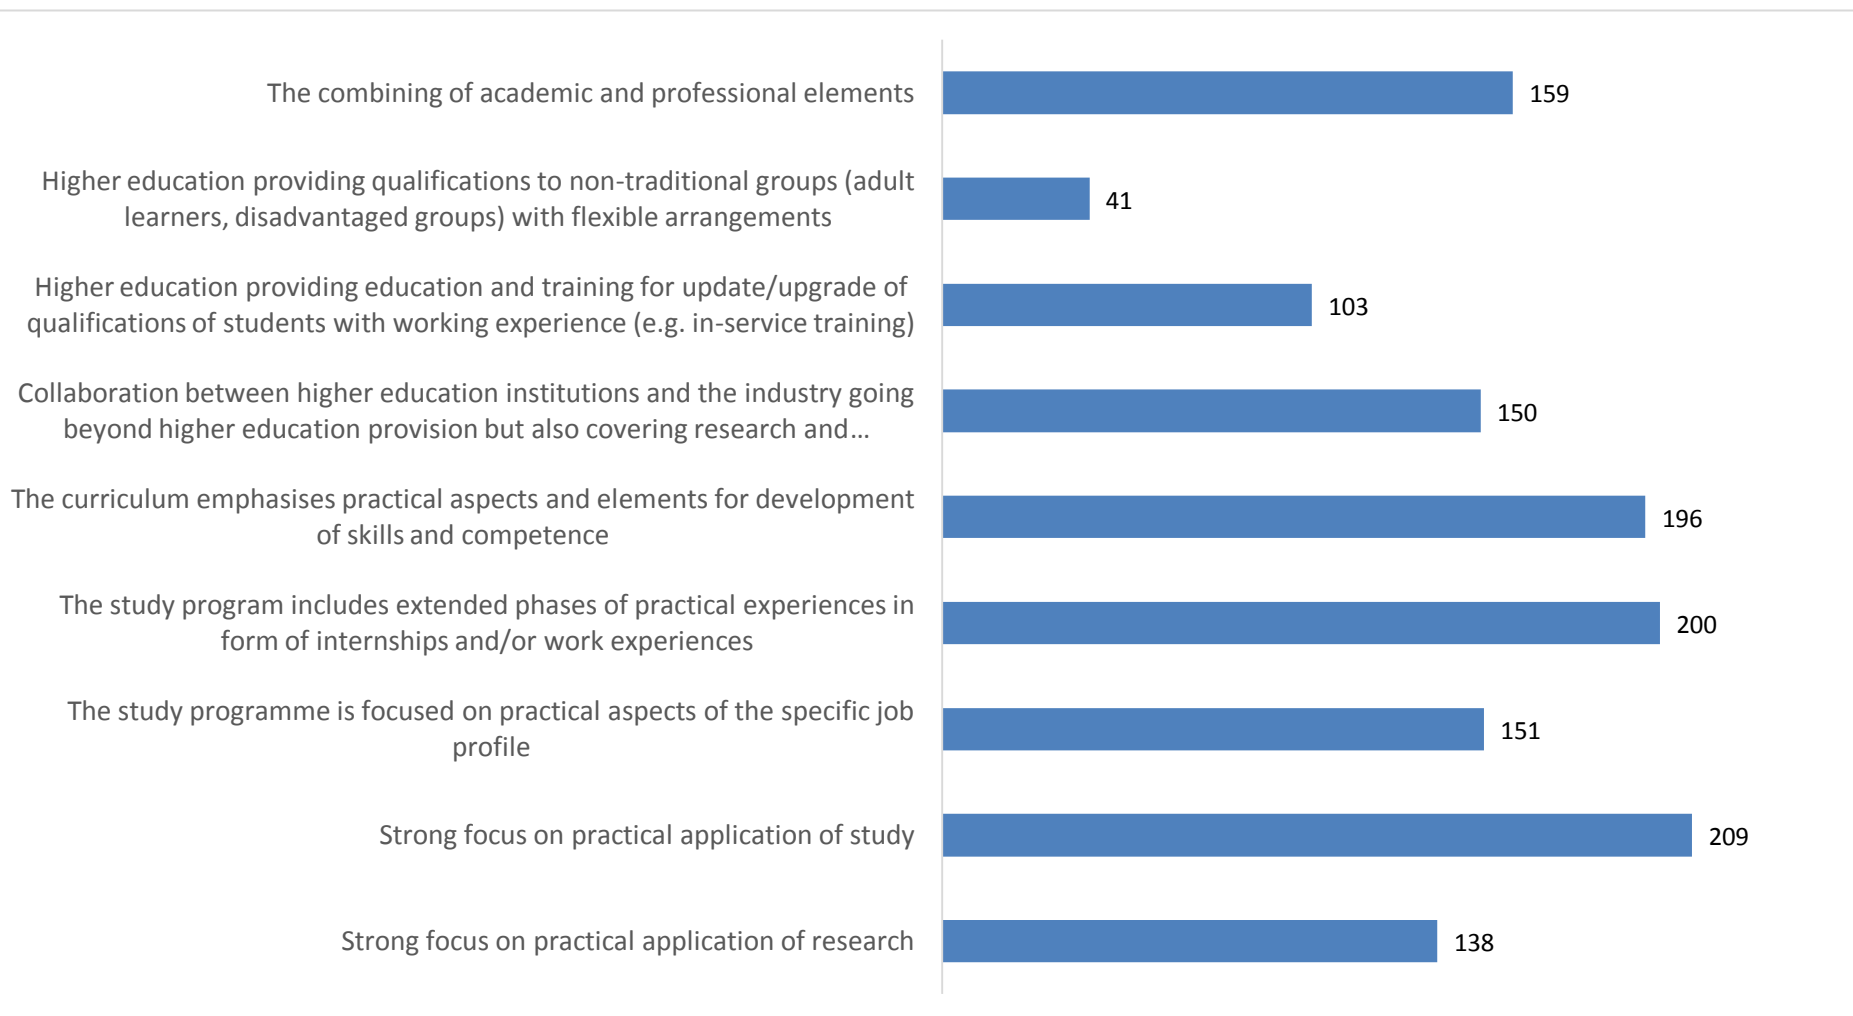 The combining of academic and professional elements
159
Higher education providing qualifications to non-traditional groups (adult
learners, disadvantaged groups) with flexible arrangements
41
Higher education providing education and training for update/upgrade of
qualifications of students with working experience (e.g. in-service training)
103
Collaboration between higher education institutions and the industry going
beyond higher education provision but also covering research and...
150
The curriculum emphasises practical aspects and elements for development
of skills and competence
196
The study program includes extended phases of practical experiences in
form of internships and/or work experiences
200
The study programme is focused on practical aspects of the specific job
profile
151
Strong focus on practical application of study
209
Strong focus on practical application of research
138